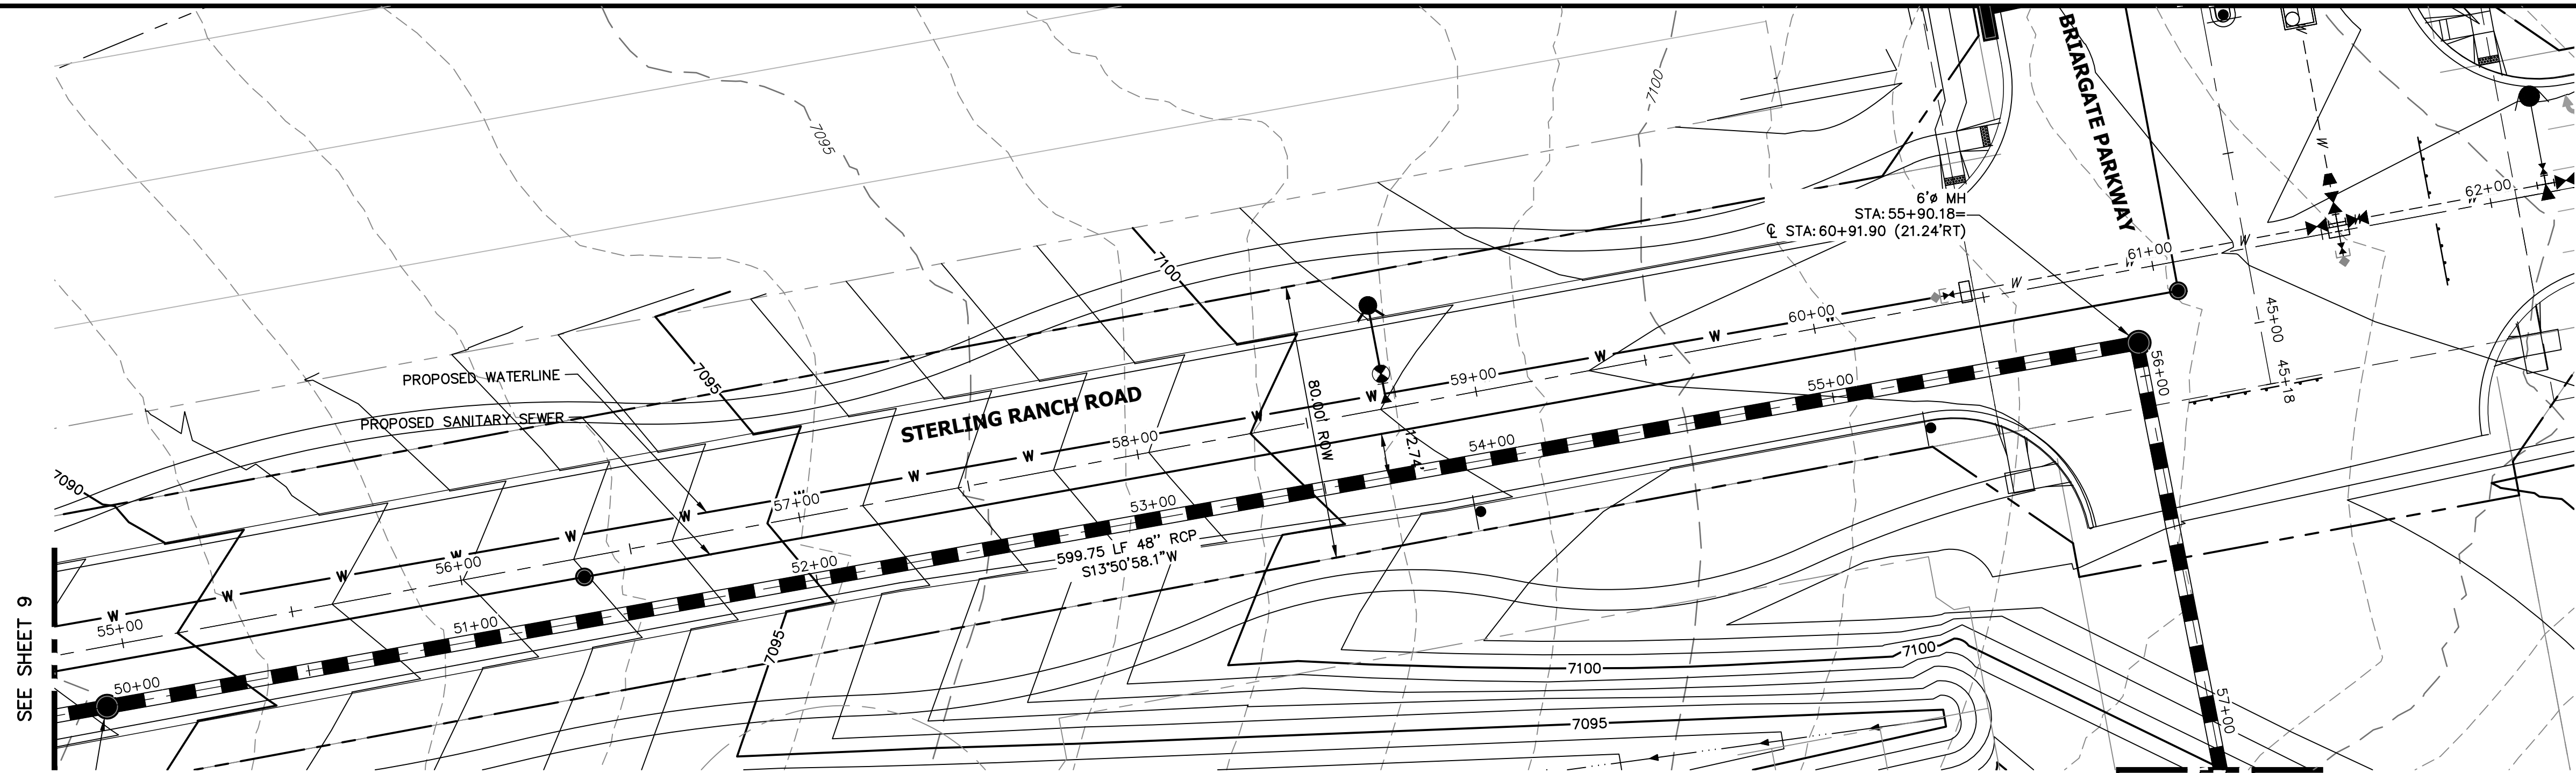 BRIARGATE PARKWAY
7100
7095
W
W
62+00
W
6'ø MH
STA:55+90.18=
℄ STA:60+91.90 (21.24'RT)
61+00
W
W
W
7100
45+00
45+18
60+00
W
W
W
56+00
7095
PROPOSED WATERLINE
PROPOSED SANITARY SEWER
STERLING RANCH ROAD
80.00' ROW
12.74'
59+00
55+00
W
W
58+00
W
W
54+00
7090
57+00
W
W
53+00
W
W
56+00
599.75 LF 48" RCP
S13°50'58.1"W
52+00
W
W
W
55+00
51+00
50+00
7095
7100
7100
7095
57+00
SEE SHEET 9